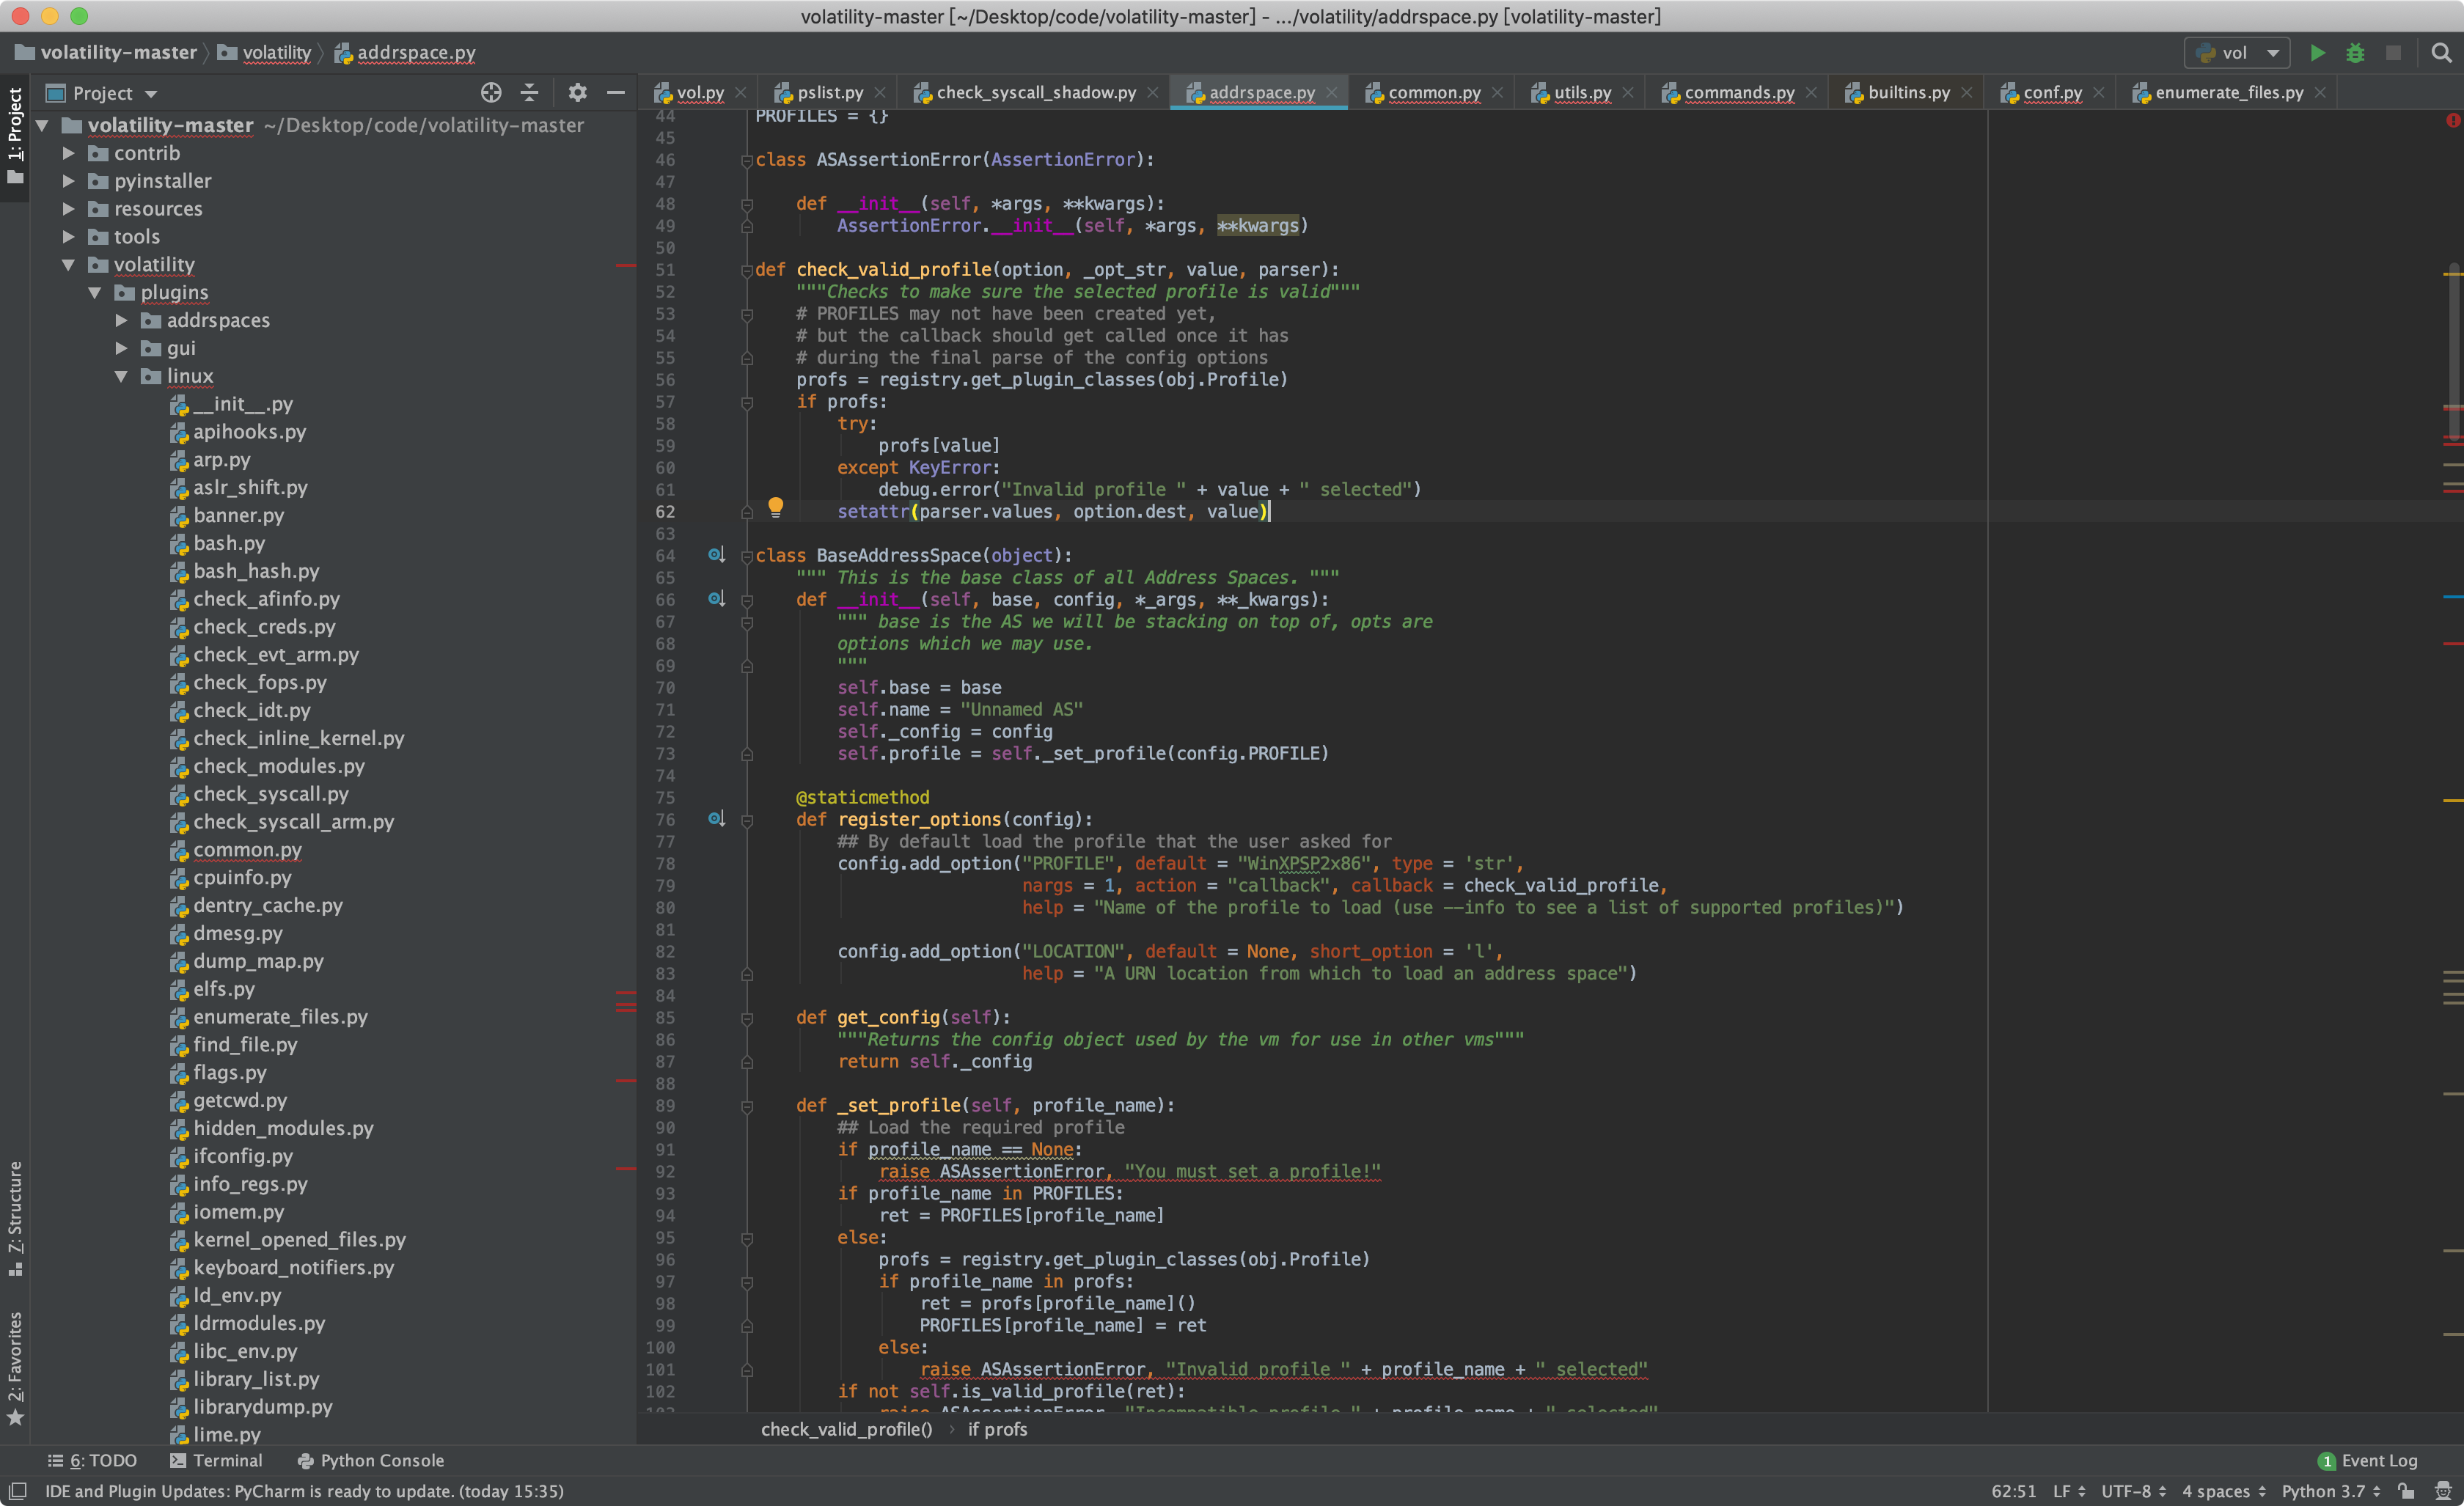 volatility-master [~/Desktop/code/volatility-master] - .../volatility/addrspace.py [volatility-master]
volatility-master
volatility
addrspace.py
vol
1: Project
Project
vol.py
pslist.py
check_syscall_shadow.py
addrspace.py
common.py
utils.py
commands.py
builtins.py
conf.py
enumerate_files.py
volatility-master ~/Desktop/code/volatility-master
contrib
pyinstaller
resources
tools
volatility
plugins
addrspaces
gui
linux
__init__.py
apihooks.py
arp.py
aslr_shift.py
banner.py
bash.py
bash_hash.py
check_afinfo.py
check_creds.py
check_evt_arm.py
check_fops.py
check_idt.py
check_inline_kernel.py
check_modules.py
check_syscall.py
check_syscall_arm.py
common.py
cpuinfo.py
dentry_cache.py
dmesg.py
dump_map.py
elfs.py
enumerate_files.py
find_file.py
flags.py
getcwd.py
hidden_modules.py
ifconfig.py
info_regs.py
iomem.py
kernel_opened_files.py
keyboard_notifiers.py
ld_env.py
ldrmodules.py
libc_env.py
library_list.py
librarydump.py
lime.py
7: Structure
2: Favorites
44 PROFILES = {}
45
46 class ASAssertionError(AssertionError):
47
48 def __init__(self, *args, **kwargs):
49 AssertionError.__init__(self, *args, **kwargs)
50
51 def check_valid_profile(option, _opt_str, value, parser):
52 """Checks to make sure the selected profile is valid"""
53 # PROFILES may not have been created yet,
54 # but the callback should get called once it has
55 # during the final parse of the config options
56 profs = registry.get_plugin_classes(obj.Profile)
57 if profs:
58 try:
59 profs[value]
60 except KeyError:
61 debug.error("Invalid profile " + value + " selected")
62 setattr(parser.values, option.dest, value)
63
64 class BaseAddressSpace(object):
65 """ This is the base class of all Address Spaces. """
66 def __init__(self, base, config, *_args, **_kwargs):
67 """ base is the AS we will be stacking on top of, opts are
68 options which we may use.
69 """
70 self.base = base
71 self.name = "Unnamed AS"
72 self._config = config
73 self.profile = self._set_profile(config.PROFILE)
74
75 @staticmethod
76 def register_options(config):
77 ## By default load the profile that the user asked for
78 config.add_option("PROFILE", default = "WinXPSP2x86", type = 'str',
79 nargs = 1, action = "callback", callback = check_valid_profile,
80 help = "Name of the profile to load (use --info to see a list of supported profiles)")
81
82 config.add_option("LOCATION", default = None, short_option = 'l',
83 help = "A URN location from which to load an address space")
84
85 def get_config(self):
86 """Returns the config object used by the vm for use in other vms"""
87 return self._config
88
89 def _set_profile(self, profile_name):
90 ## Load the required profile
91 if profile_name == None:
92 raise ASAssertionError, "You must set a profile!"
93 if profile_name in PROFILES:
94 ret = PROFILES[profile_name]
95 else:
96 profs = registry.get_plugin_classes(obj.Profile)
97 if profile_name in profs:
98 ret = profs[profile_name]()
99 PROFILES[profile_name] = ret
100 else:
101 raise ASAssertionError, "Invalid profile " + profile_name + " selected"
102 if not self.is_valid_profile(ret):
103 raise ASAssertionError, "Incompatible profile " + profile_name + " selected"
check_valid_profile() › if profs
6: TODO
Terminal
Python Console
1 Event Log
IDE and Plugin Updates: PyCharm is ready to update. (today 15:35)
62:51 LF UTF-8 4 spaces Python 3.7